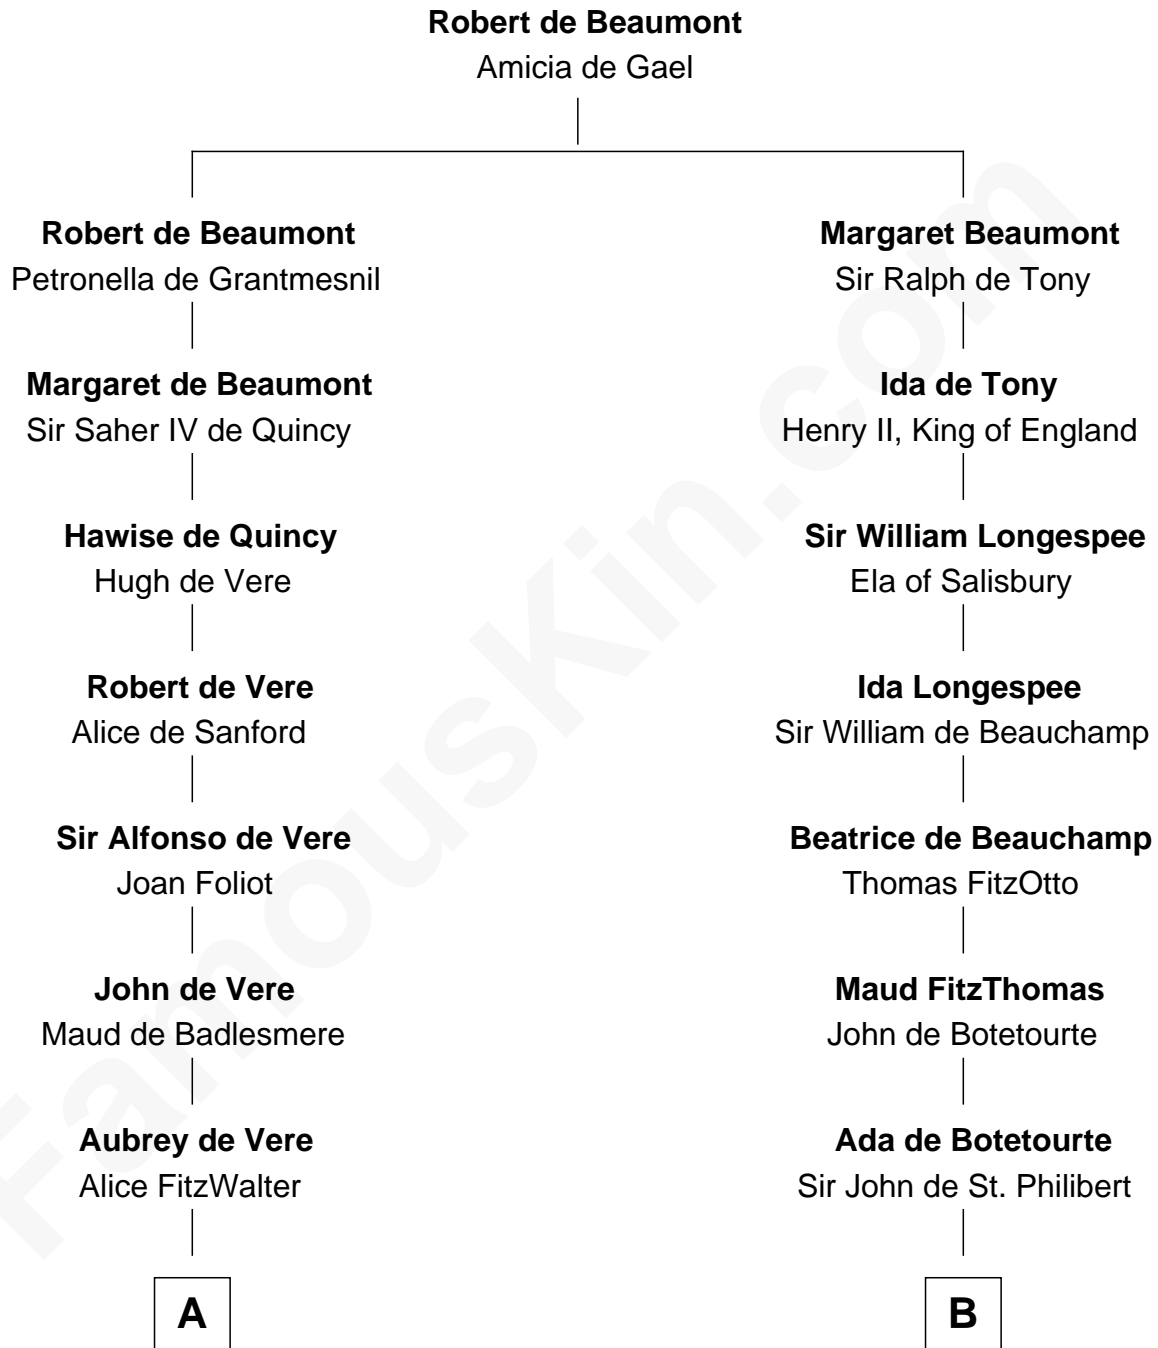 Robert de Beaumont
Amicia de Gael
Robert de Beaumont
Petronella de Grantmesnil
Margaret Beaumont
Sir Ralph de Tony
Margaret de Beaumont
Sir Saher IV de Quincy
Ida de Tony
Henry II, King of England
Hawise de Quincy
Hugh de Vere
Sir William Longespee
Ela of Salisbury
Robert de Vere
Alice de Sanford
Ida Longespee
Sir William de Beauchamp
Sir Alfonso de Vere
Joan Foliot
Beatrice de Beauchamp
Thomas FitzOtto
John de Vere
Maud de Badlesmere
Maud FitzThomas
John de Botetourte
Aubrey de Vere
Alice FitzWalter
Ada de Botetourte
Sir John de St. Philibert
A
B
FamousKin.com